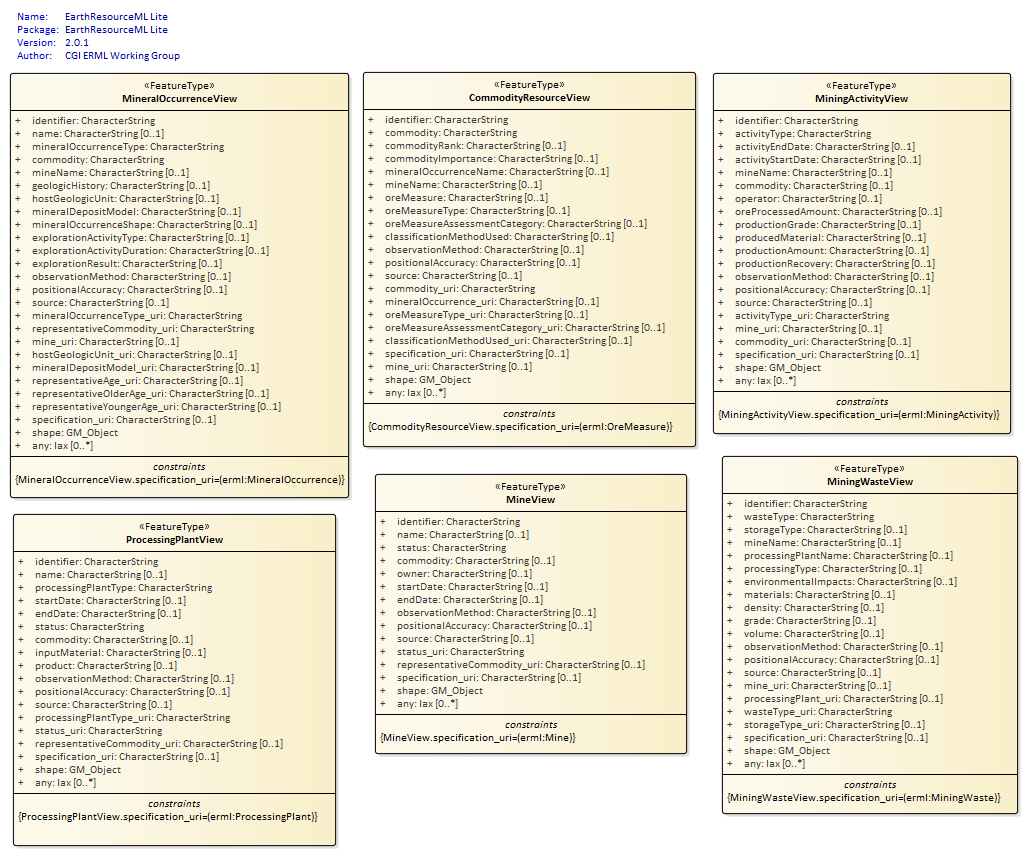 Name: EarthResourceML Lite
Package: EarthResourceML Lite
Version: 2.0.1
Author: CGI ERML Working Group
«FeatureType»
MineralOccurrenceView
+ identifier: CharacterString
+ name: CharacterString [0..1]
+ mineralOccurrenceType: CharacterString
+ commodity: CharacterString
+ mineName: CharacterString [0..1]
+ geologicHistory: CharacterString [0..1]
+ hostGeologicUnit: CharacterString [0..1]
+ mineralDepositModel: CharacterString [0..1]
+ mineralOccurrenceShape: CharacterString [0..1]
+ explorationActivityType: CharacterString [0..1]
+ explorationActivityDuration: CharacterString [0..1]
+ explorationResult: CharacterString [0..1]
+ observationMethod: CharacterString [0..1]
+ positionalAccuracy: CharacterString [0..1]
+ source: CharacterString [0..1]
+ mineralOccurrenceType_uri: CharacterString
+ representativeCommodity_uri: CharacterString
+ mine_uri: CharacterString [0..1]
+ hostGeologicUnit_uri: CharacterString [0..1]
+ mineralDepositModel_uri: CharacterString [0..1]
+ representativeAge_uri: CharacterString [0..1]
+ representativeOlderAge_uri: CharacterString [0..1]
+ representativeYoungerAge_uri: CharacterString [0..1]
+ specification_uri: CharacterString [0..1]
+ shape: GM_Object
+ any: lax [0..*]
constraints
{MineralOccurrenceView.specification_uri=(erml:MineralOccurrence)}
«FeatureType»
CommodityResourceView
+ identifier: CharacterString
+ commodity: CharacterString
+ commodityRank: CharacterString [0..1]
+ commodityImportance: CharacterString [0..1]
+ mineralOccurrenceName: CharacterString [0..1]
+ mineName: CharacterString [0..1]
+ oreMeasure: CharacterString [0..1]
+ oreMeasureType: CharacterString [0..1]
+ oreMeasureAssessmentCategory: CharacterString [0..1]
+ classificationMethodUsed: CharacterString [0..1]
+ observationMethod: CharacterString [0..1]
+ positionalAccuracy: CharacterString [0..1]
+ source: CharacterString [0..1]
+ commodity_uri: CharacterString
+ mineralOccurrence_uri: CharacterString [0..1]
+ oreMeasureType_uri: CharacterString [0..1]
+ oreMeasureAssessmentCategory_uri: CharacterString [0..1]
+ classificationMethodUsed_uri: CharacterString [0..1]
+ specification_uri: CharacterString [0..1]
+ mine_uri: CharacterString [0..1]
+ shape: GM_Object
+ any: lax [0..*]
constraints
{CommodityResourceView.specification_uri=(erml:OreMeasure)}
«FeatureType»
MiningActivityView
+ identifier: CharacterString
+ activityType: CharacterString
+ activityEndDate: CharacterString [0..1]
+ activityStartDate: CharacterString [0..1]
+ mineName: CharacterString [0..1]
+ commodity: CharacterString [0..1]
+ operator: CharacterString [0..1]
+ oreProcessedAmount: CharacterString [0..1]
+ productionGrade: CharacterString [0..1]
+ producedMaterial: CharacterString [0..1]
+ productionAmount: CharacterString [0..1]
+ productionRecovery: CharacterString [0..1]
+ observationMethod: CharacterString [0..1]
+ positionalAccuracy: CharacterString [0..1]
+ source: CharacterString [0..1]
+ activityType_uri: CharacterString
+ mine_uri: CharacterString [0..1]
+ commodity_uri: CharacterString [0..1]
+ specification_uri: CharacterString [0..1]
+ shape: GM_Object
+ any: lax [0..*]
constraints
{MiningActivityView.specification_uri=(erml:MiningActivity)}
«FeatureType»
ProcessingPlantView
+ identifier: CharacterString
+ name: CharacterString [0..1]
+ processingPlantType: CharacterString
+ startDate: CharacterString [0..1]
+ endDate: CharacterString [0..1]
+ status: CharacterString
+ commodity: CharacterString [0..1]
+ inputMaterial: CharacterString [0..1]
+ product: CharacterString [0..1]
+ observationMethod: CharacterString [0..1]
+ positionalAccuracy: CharacterString [0..1]
+ source: CharacterString [0..1]
+ processingPlantType_uri: CharacterString
+ status_uri: CharacterString
+ representativeCommodity_uri: CharacterString [0..1]
+ specification_uri: CharacterString [0..1]
+ shape: GM_Object
+ any: lax [0..*]
constraints
{ProcessingPlantView.specification_uri=(erml:ProcessingPlant)}
«FeatureType»
MineView
+ identifier: CharacterString
+ name: CharacterString [0..1]
+ status: CharacterString
+ commodity: CharacterString [0..1]
+ owner: CharacterString [0..1]
+ startDate: CharacterString [0..1]
+ endDate: CharacterString [0..1]
+ observationMethod: CharacterString [0..1]
+ positionalAccuracy: CharacterString [0..1]
+ source: CharacterString [0..1]
+ status_uri: CharacterString
+ representativeCommodity_uri: CharacterString [0..1]
+ specification_uri: CharacterString [0..1]
+ shape: GM_Object
+ any: lax [0..*]
constraints
{MineView.specification_uri=(erml:Mine)}
«FeatureType»
MiningWasteView
+ identifier: CharacterString
+ wasteType: CharacterString
+ storageType: CharacterString [0..1]
+ mineName: CharacterString [0..1]
+ processingPlantName: CharacterString [0..1]
+ processingType: CharacterString [0..1]
+ environmentalImpacts: CharacterString [0..1]
+ materials: CharacterString [0..1]
+ density: CharacterString [0..1]
+ grade: CharacterString [0..1]
+ volume: CharacterString [0..1]
+ observationMethod: CharacterString [0..1]
+ positionalAccuracy: CharacterString [0..1]
+ source: CharacterString [0..1]
+ mine_uri: CharacterString [0..1]
+ processingPlant_uri: CharacterString [0..1]
+ wasteType_uri: CharacterString
+ storageType_uri: CharacterString [0..1]
+ specification_uri: CharacterString [0..1]
+ shape: GM_Object
+ any: lax [0..*]
constraints
{MiningWasteView.specification_uri=(erml:MiningWaste)}